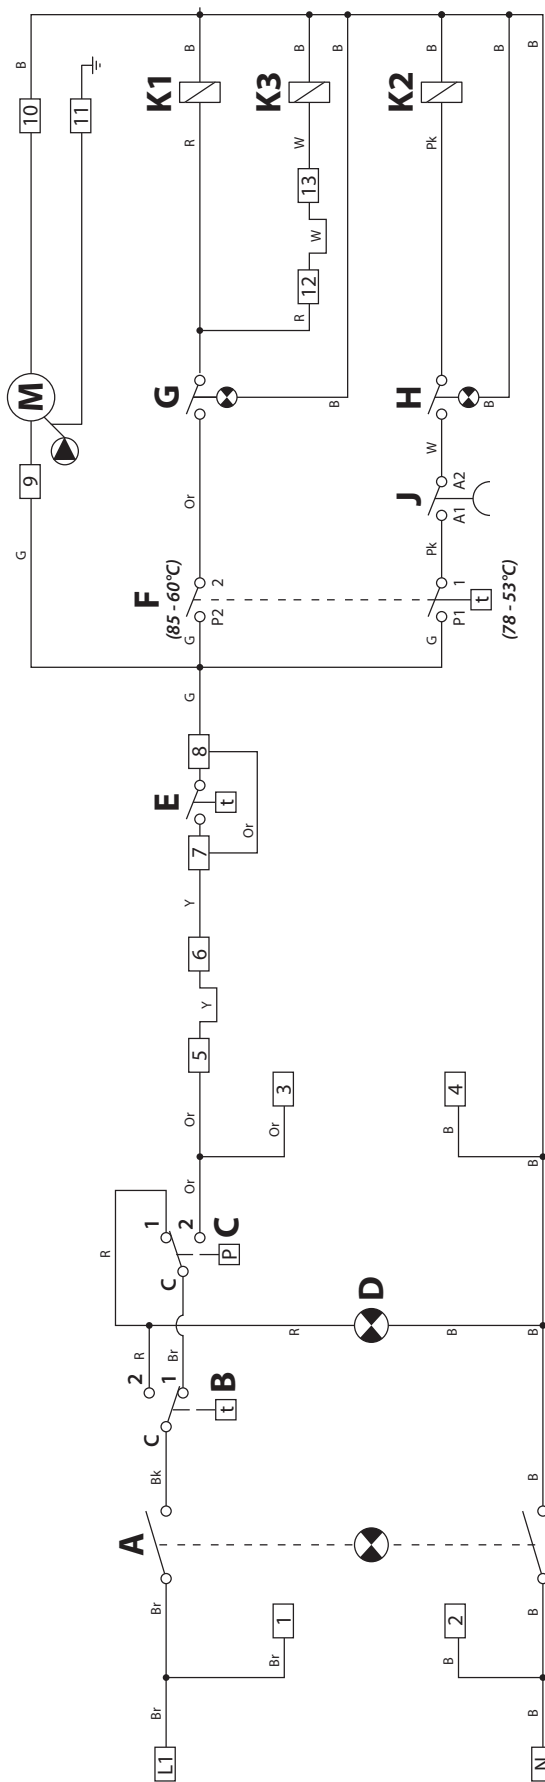 G
B
9
M
10
11
R
A
2
R
C
1
F
K1
Br
Br
Bk
1
C
G
E
L1
(85 - 60°C)
Br
2
Or
Or
Y
G
G
Or
R
B
5
6
7
8
Y
P2
2
B
C
t
P
t
Or
K3
Br
Or
1
3
R
R
W
B
12
13
W
B
B
D
K2
H
J
G
Pk
W
Pk
B
B
B
B
2
4
P1
1
A1
A2
t
B
B
(78 - 53°C)
B
B
B
B
B
B
N